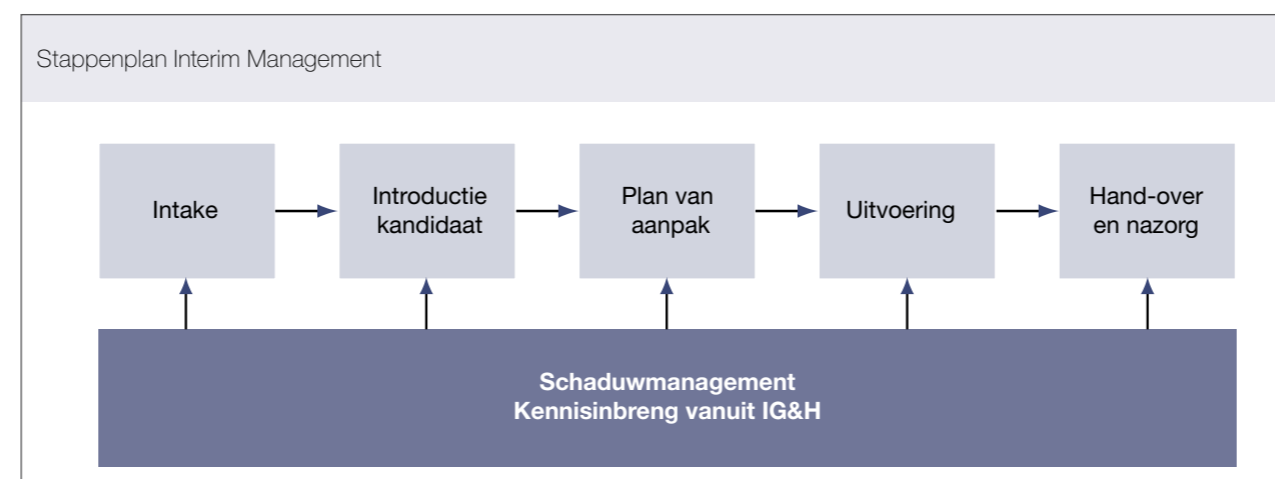 Stappenplan Interim Management
Intake
Introductie
kandidaat
Plan van
aanpak
Uitvoering
Hand-over
en nazorg
Schaduwmanagement
Kennisinbreng vanuit IG&H